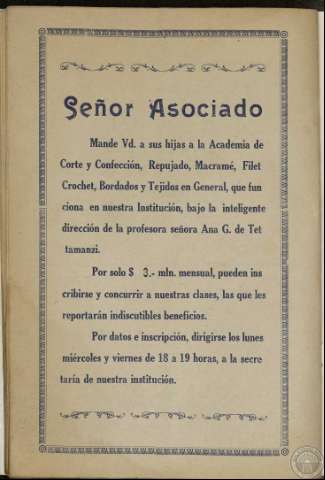 Señor Asociado
Mande Vd. a sus hijas a la Academia de
Corte y Confección, Repujado, Macramé, Filet
Crochet, Bordados y Tejidos en General, que fun
ciona en nuestra Institución, bajo la inteligente
dirección de la profesora señora Ana G. de Tet
tamanzi.
Por solo $ 3.- m|n. mensual, pueden ins
cribirse y concurrir a nuestras clases, las que les
reportarán indiscutibles beneficios.
Por datos e inscripción, dirigirse los lunes
miércoles y viernes de 18 a 19 horas, a la secre
taría de nuestra institución.